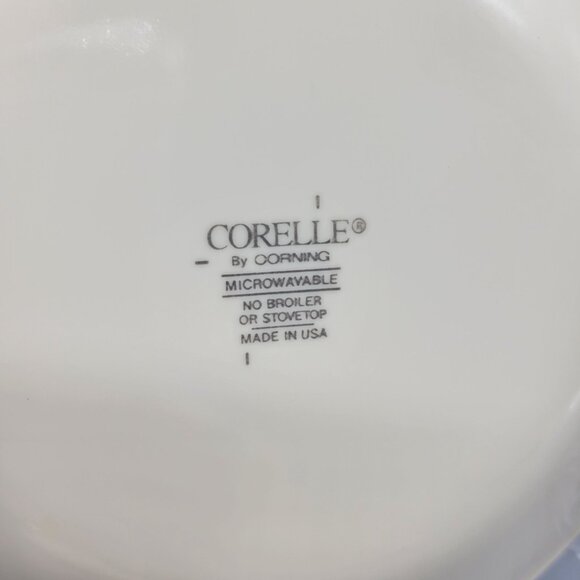 CORELLE®
By CORNING
MICROWAVABLE
NO BROILER
OR STOVETOP
MADE IN USA